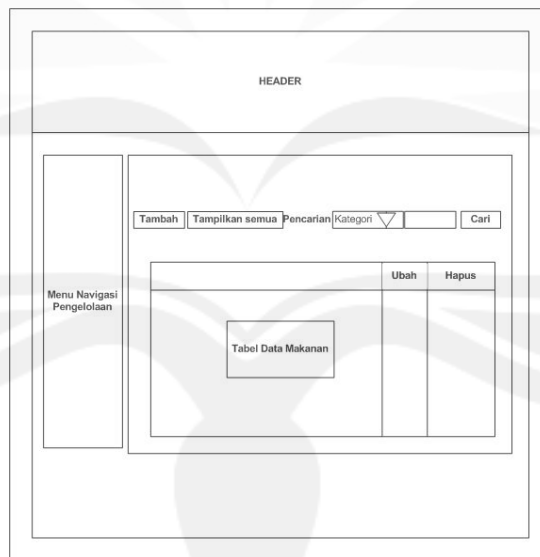 HEADER
Tambah Tampilkan semua Pencarian Kategori Cari
Ubah Hapus
Menu Navigasi
Pengelolaan
Tabel Data Makanan